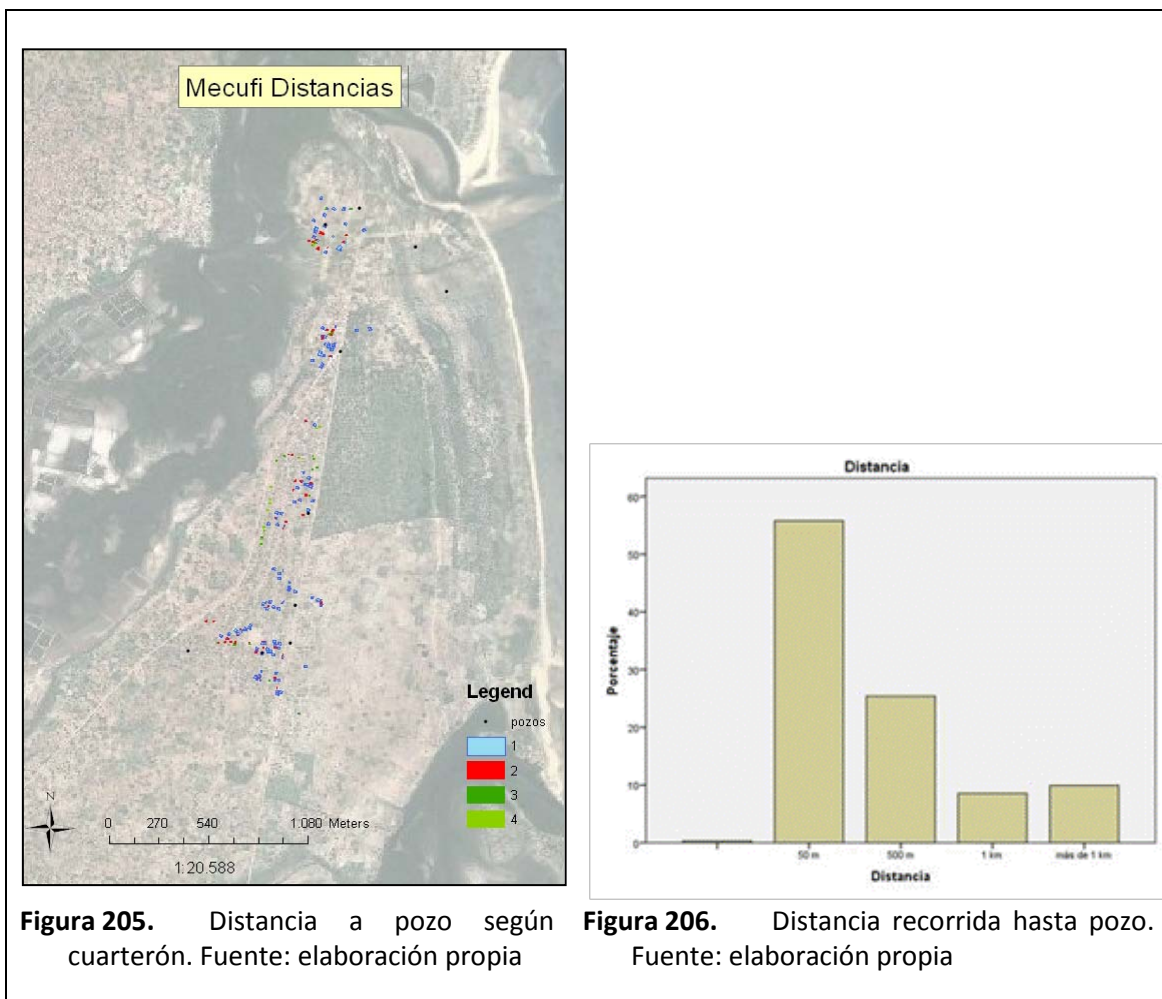 Mecufi Distancias
Legend
pozos
1
2
3
4
N
0 270 540 1.080 Meters
1:20.588
Distancia
60
50
40
30
20
10
0
Porcentaje
50 m 500 m 1 km más de 1 km
Distancia
Figura 205. Distancia a pozo según
cuarterón. Fuente: elaboración propia
Figura 206. Distancia recorrida hasta pozo.
Fuente: elaboración propia